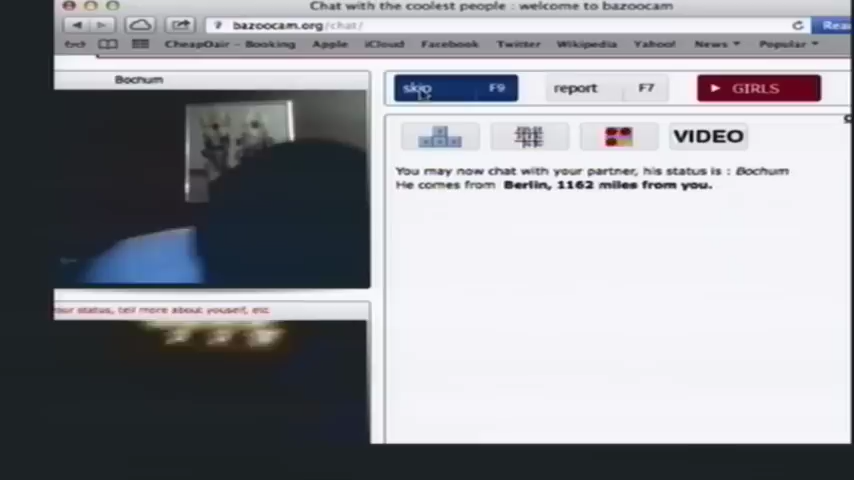 Chat with the coolest people : welcome to bazoocam
bazoocam.org/chat/
CheapOair - Booking Apple iCloud Facebook Twitter Wikipedia Yahoo! News Popular
Bochum
skip F9 report F7 GIRLS
VIDEO
You may now chat with your partner, his status is : Bochum
He comes from Berlin, 1162 miles from you.
our status, tell more about youself, etc